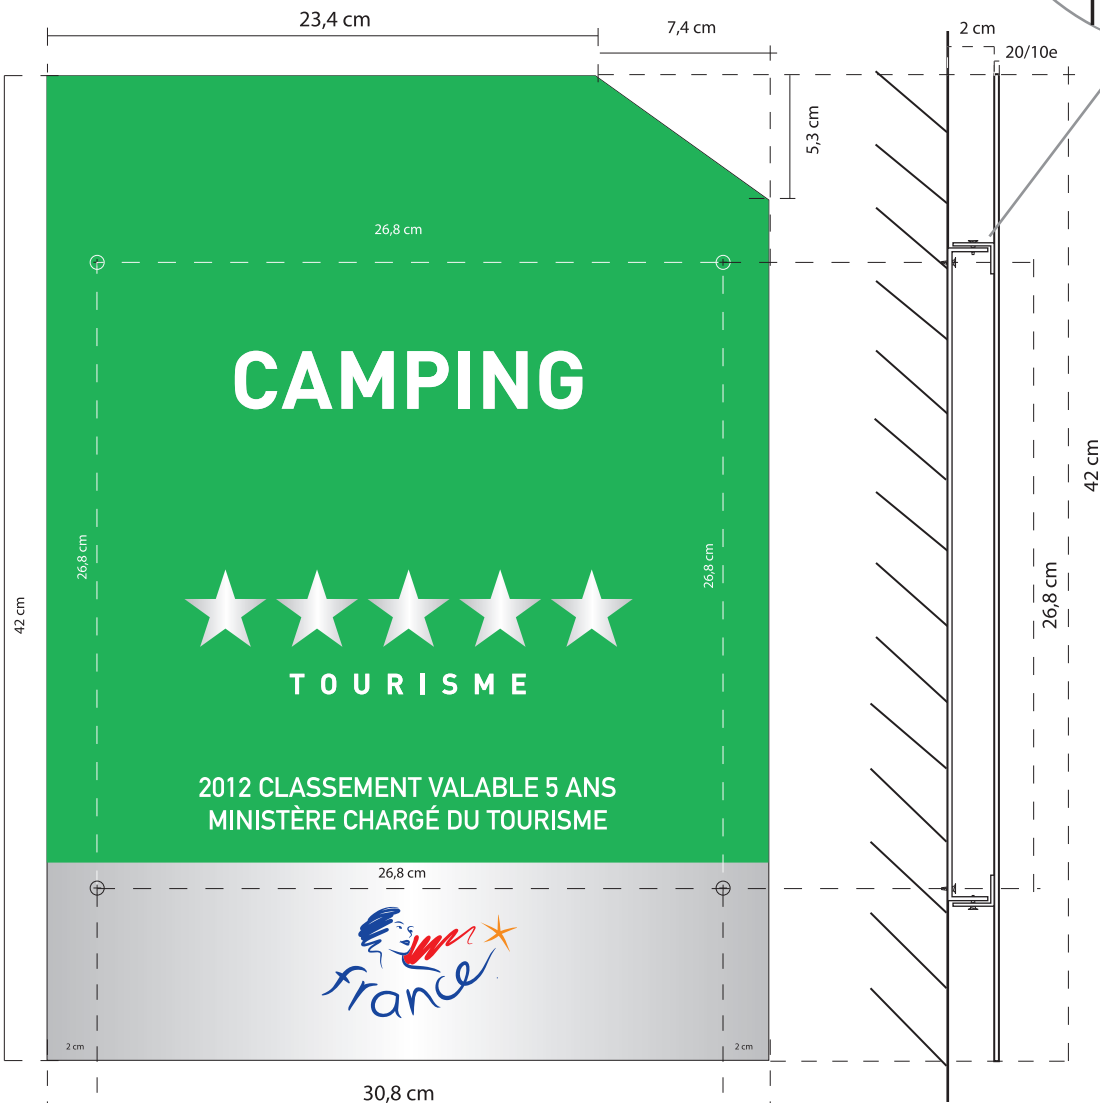 23,4 cm
7,4 cm
2 cm
20/10e
5,3 cm
26,8 cm
CAMPING
42 cm
26,8 cm
26,8 cm
26,8 cm
42 cm
TOURISME
2012 CLASSEMENT VALABLE 5 ANS
MINISTÈRE CHARGÉ DU TOURISME
26,8 cm
france
2 cm
2 cm
30,8 cm